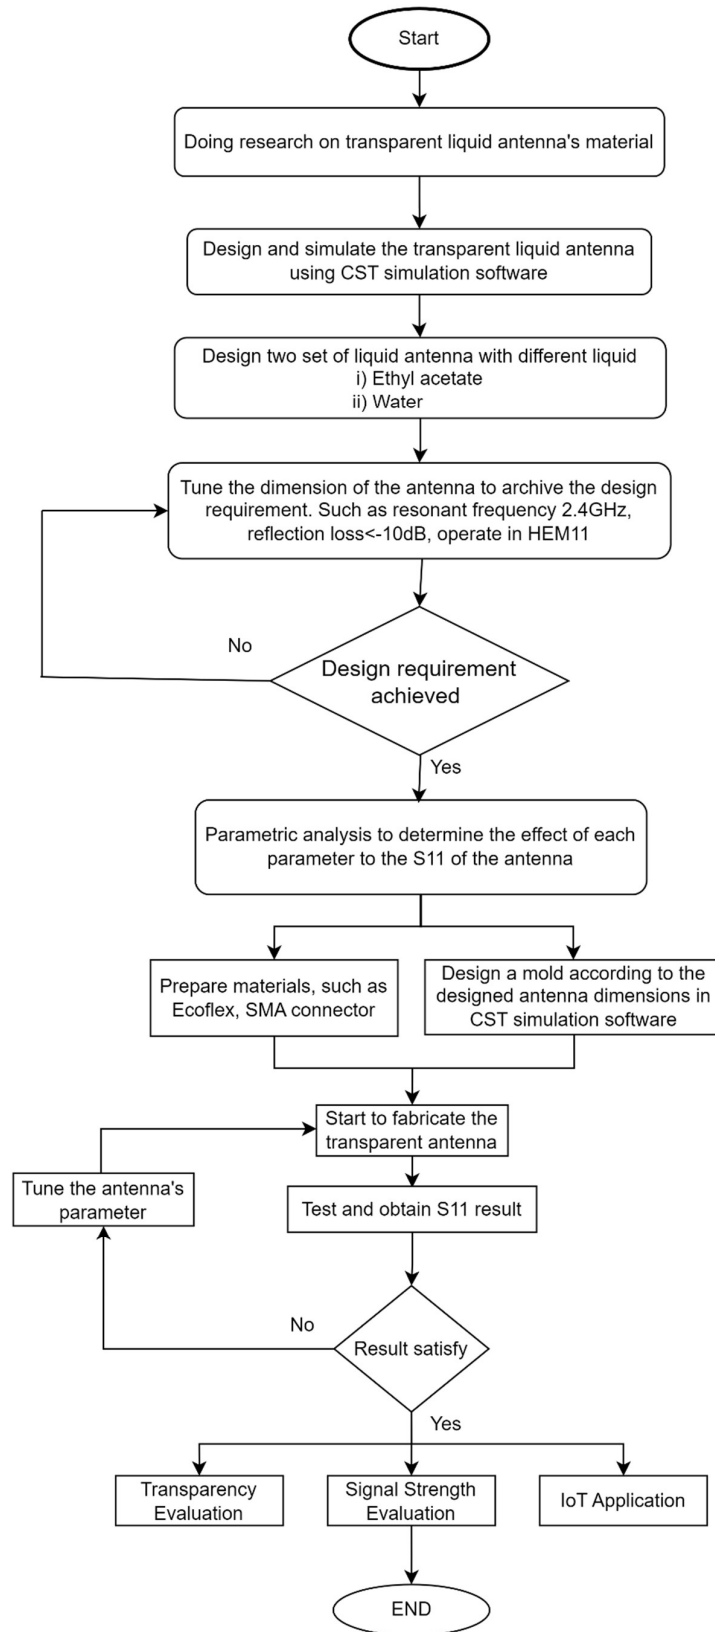 Start
Doing research on transparent liquid antenna's material
Design and simulate the transparent liquid antenna
using CST simulation software
Design two set of liquid antenna with different liquid
i) Ethyl acetate
ii) Water
Tune the dimension of the antenna to archive the design
requirement. Such as resonant frequency 2.4GHz,
reflection loss<-10dB, operate in HEM11
No
Design requirement
achieved
Yes
Parametric analysis to determine the effect of each
parameter to the S11 of the antenna
Prepare materials, such as
Ecoflex, SMA connector
Design a mold according to the
designed antenna dimensions in
CST simulation software
Start to fabricate the
transparent antenna
Tune the antenna's
parameter
Test and obtain S11 result
No
Result satisfy
Yes
Transparency
Evaluation
Signal Strength
Evaluation
IoT Application
END